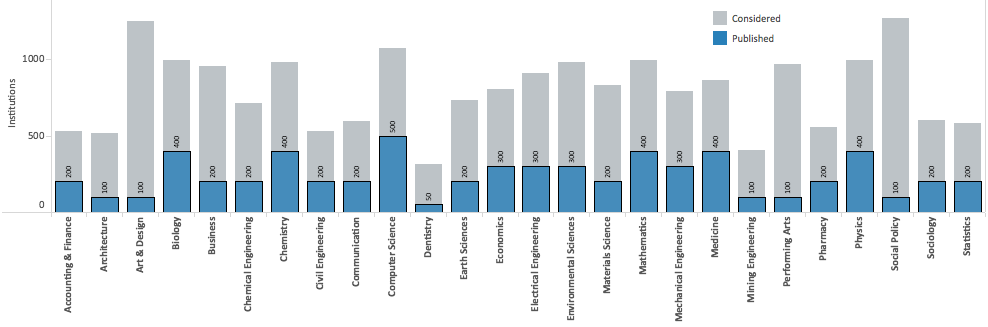 Considered
Published
Institutions
1000
500
0
200
100
100
400
200
200
400
200
200
500
50
200
300
300
300
200
400
300
400
100
100
200
400
100
200
200
Accounting & Finance
Architecture
Art & Design
Biology
Business
Chemical Engineering
Chemistry
Civil Engineering
Communication
Computer Science
Dentistry
Earth Sciences
Economics
Electrical Engineering
Environmental Sciences
Materials Science
Mathematics
Mechanical Engineering
Medicine
Mining Engineering
Performing Arts
Pharmacy
Physics
Social Policy
Sociology
Statistics